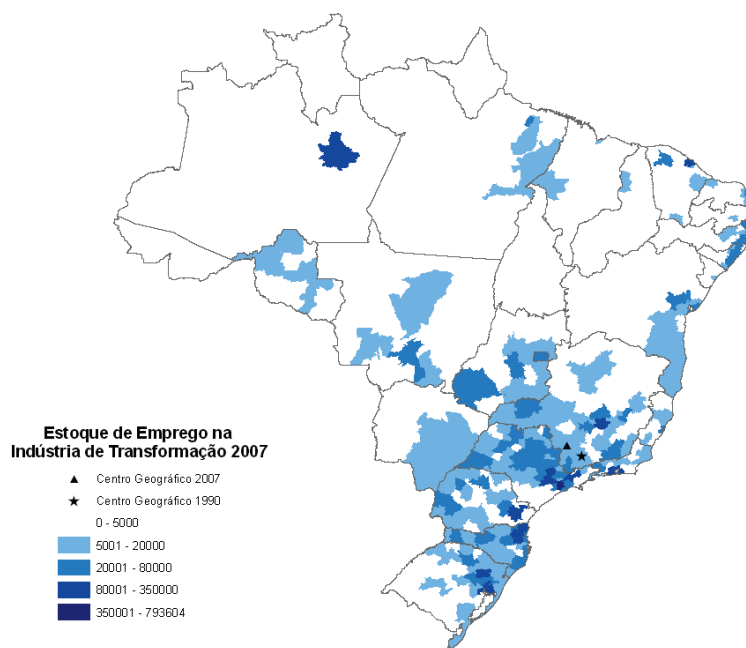 Estoque de Emprego na
Indústria de Transformação 2007
Centro Geográfico 2007
Centro Geográfico 1990
0 - 5000
5001 - 20000
20001 - 80000
80001 - 350000
350001 - 793604